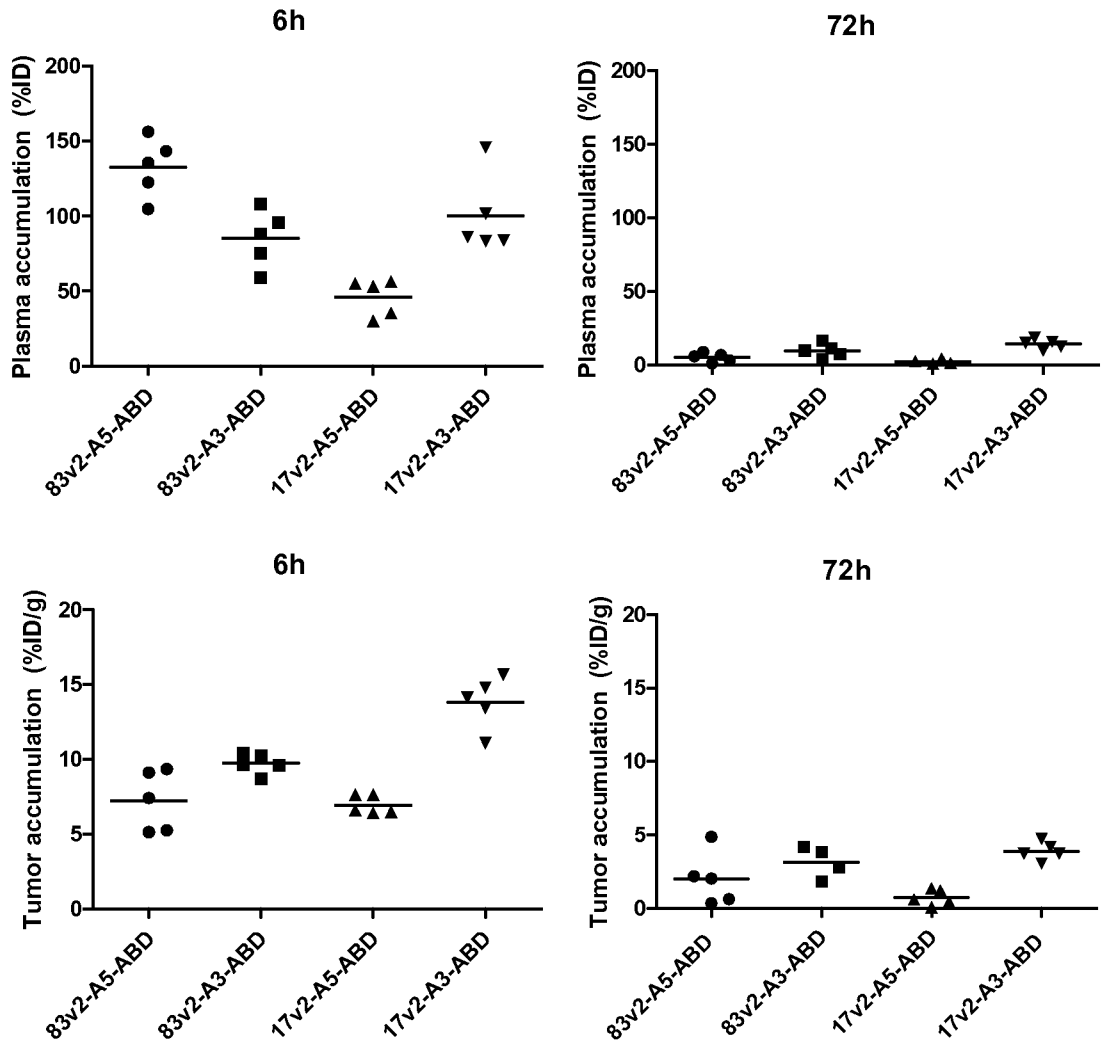 6h
Plasma accumulation (%ID)
200
150
100
50
0
83v2-A5-ABD
83v2-A3-ABD
17v2-A5-ABD
17v2-A3-ABD
72h
Plasma accumulation (%ID)
200
150
100
50
0
83v2-A5-ABD
83v2-A3-ABD
17v2-A5-ABD
17v2-A3-ABD
6h
Tumor accumulation (%ID/g)
20
15
10
5
0
83v2-A5-ABD
83v2-A3-ABD
17v2-A5-ABD
17v2-A3-ABD
72h
Tumor accumulation (%ID/g)
20
15
10
5
0
83v2-A5-ABD
83v2-A3-ABD
17v2-A5-ABD
17v2-A3-ABD